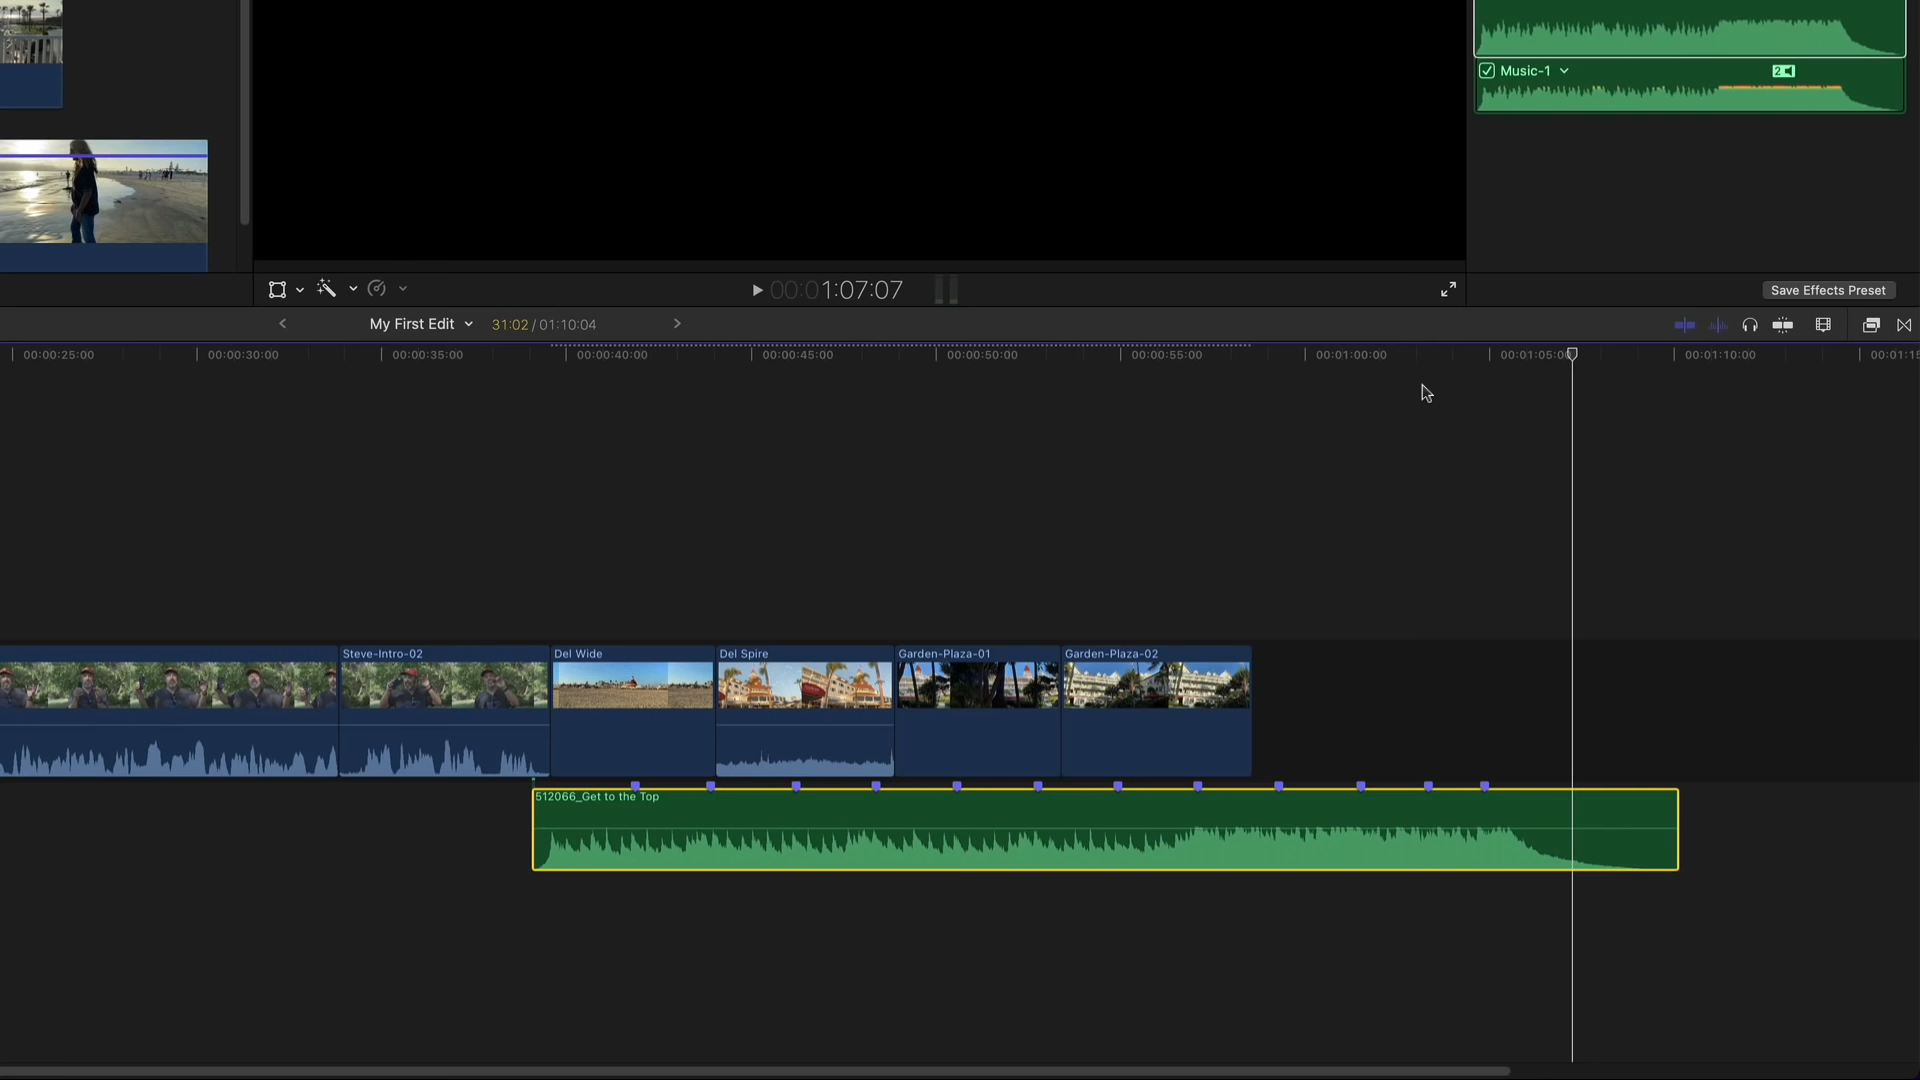 Music-1
2
00:01:07:07
Save Effects Preset
My First Edit
31:02 / 01:10:04
00:00:25:00
00:00:30:00
00:00:35:00
00:00:40:00
00:00:45:00
00:00:50:00
00:00:55:00
00:01:00:00
00:01:05:00
00:01:10:00
00:01:15
Steve-Intro-02
Del Wide
Del Spire
Garden-Plaza-01
Garden-Plaza-02
512066_Get to the Top